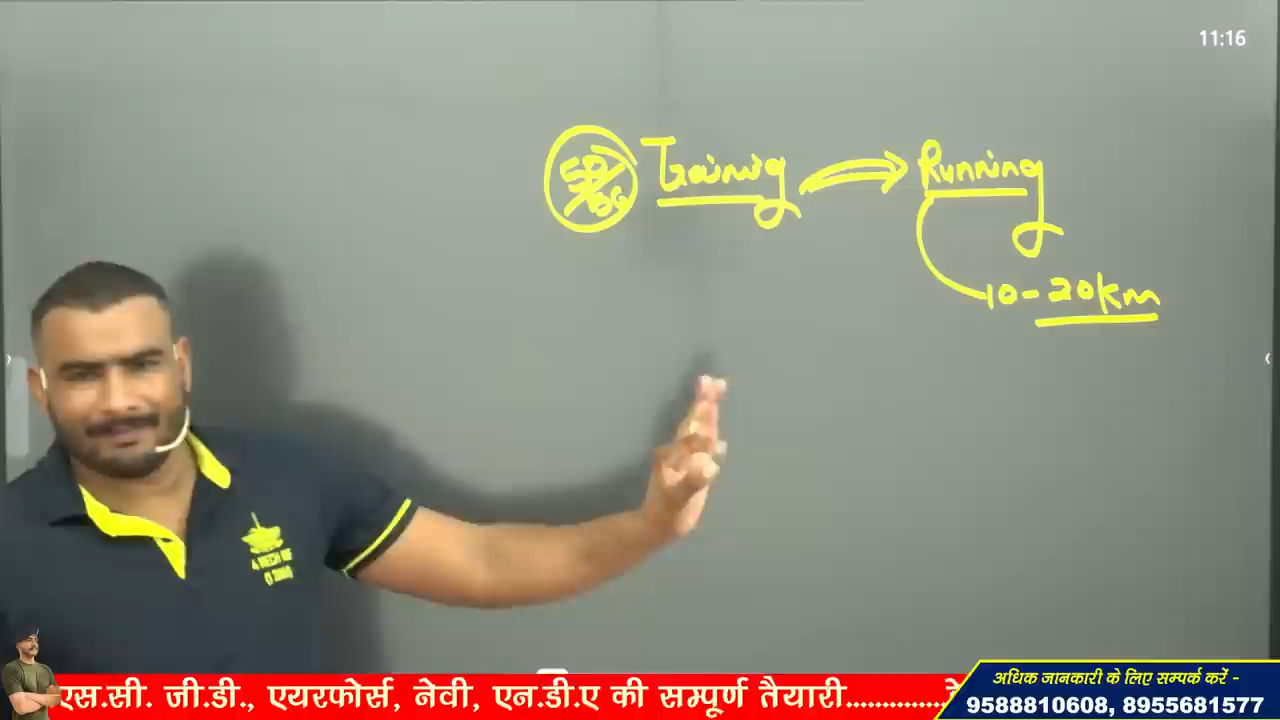 11:16
Training ⇒ Running
10-20km
एस.सी. जी.डी., एयरफोर्स, नेवी, एन.डी.ए की सम्पूर्ण तैयारी...............
अधिक जानकारी के लिए सम्पर्क करें -
9588810608, 8955681577